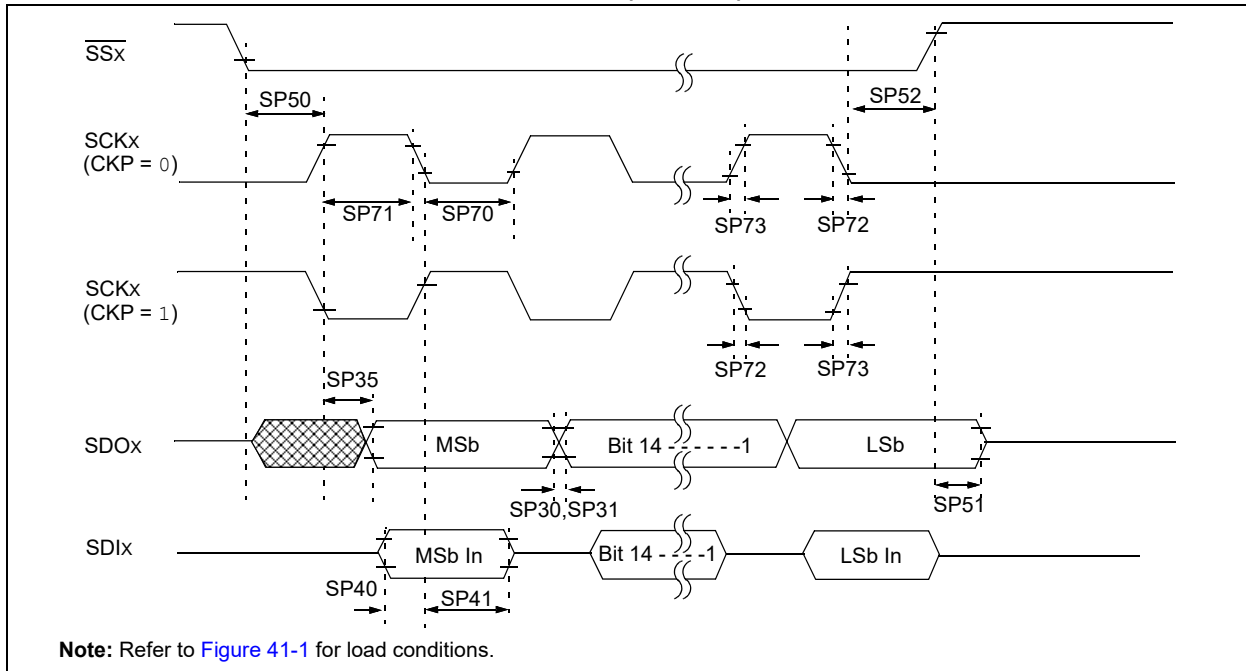 SSx
SP50
SP52
SCKx
(CKP = 0)
SP71
SP70
SP73
SP72
SCKx
(CKP = 1)
SP72
SP73
SP35
SDOx
MSb
Bit 14 - - - - - -1
LSb
SP30,SP31
SP51
SDIx
MSb In
Bit 14 - - - -1
LSb In
SP40
SP41
Note: Refer to Figure 41-1 for load conditions.